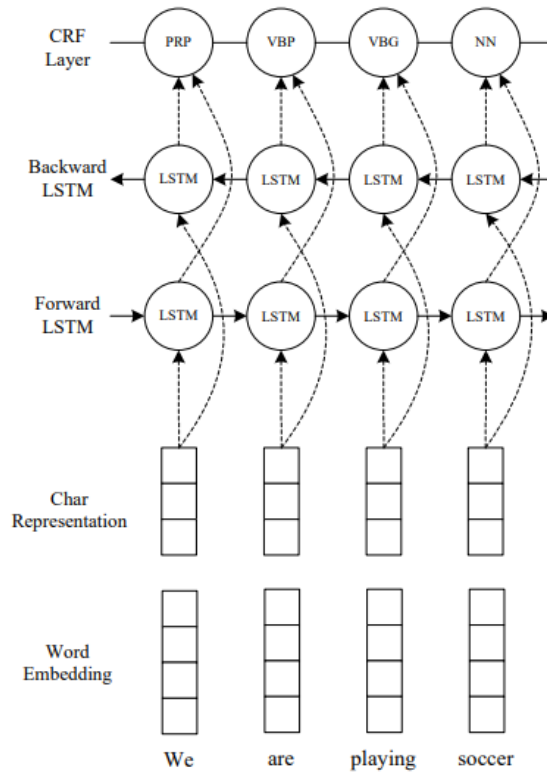 CRF
Layer
PRP VBP VBG NN
Backward
LSTM
LSTM LSTM LSTM LSTM
Forward
LSTM
LSTM LSTM LSTM LSTM
Char
Representation
Word
Embedding
We are playing soccer